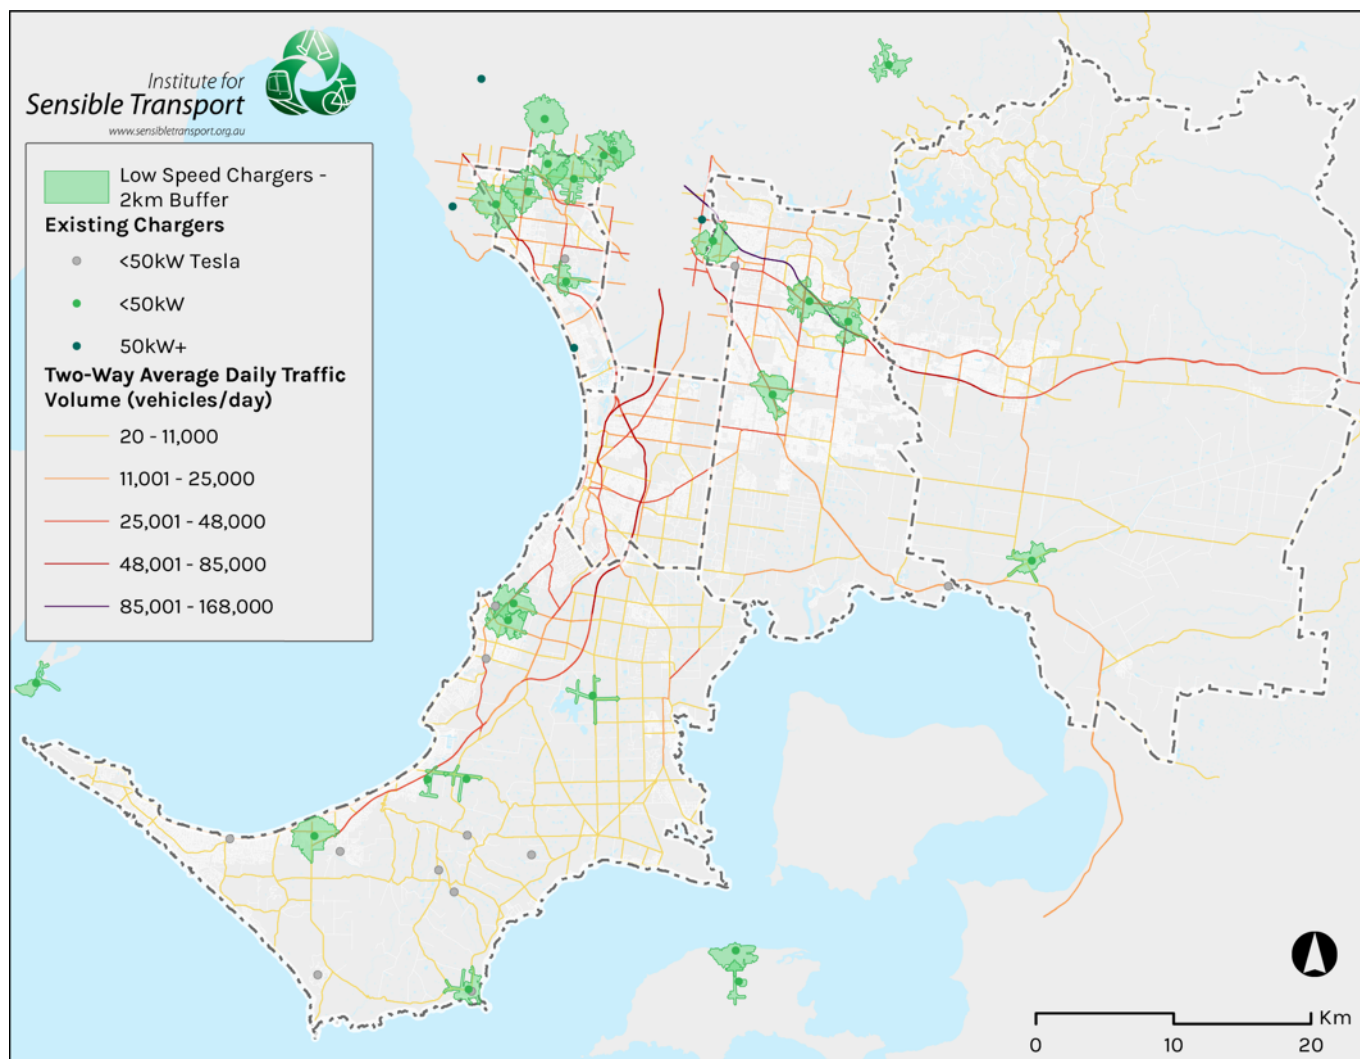 Institute for
Sensible Transport
www.sensibletransport.org.au
Low Speed Chargers -
2km Buffer
Existing Chargers
<50kW Tesla
<50kW
50kW+
Two-Way Average Daily Traffic
Volume (vehicles/day)
20 - 11,000
11,001 - 25,000
25,001 - 48,000
48,001 - 85,000
85,001 - 168,000
Km
0 10 20